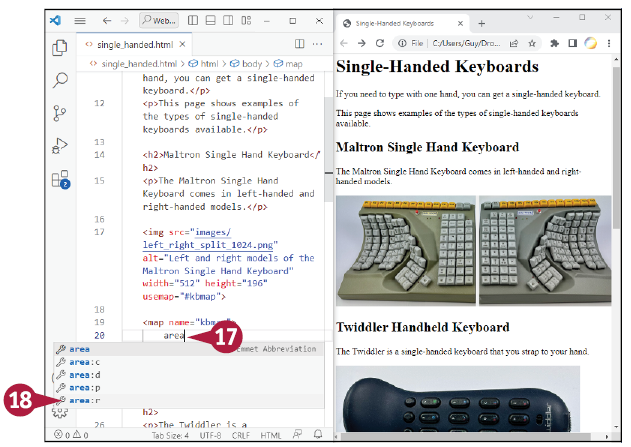 Web...
single_handed.html
single_handed.html > html > body > map
hand, you can get a single-handed
keyboard.</p>
12 <p>This page shows examples of
the types of single-handed
keyboards available.</p>
13
14 <h2>Maltron Single Hand Keyboard</
h2>
15 <p>The Maltron Single Hand
Keyboard comes in left-handed and
right-handed models.</p>
16
17 <img src="images/
left_right_split_1024.png"
alt="Left and right models of the
Maltron Single Hand Keyboard"
width="512" height="196"
usemap="#kbmap">
18
19 <map name="kbmap">
20 area
17
area Emmet Abbreviation
area:c
area:d
area:p
area:r
18
h2>
26 <p>The Twiddler is a
0 0 Tab Size: 4 UTF-8 CRLF HTML
Single-Handed Keyboards
File C:/Users/Guy/Dro...
Single-Handed Keyboards
If you need to type with one hand, you can get a single-handed keyboard.
This page shows examples of the types of single-handed keyboards
available.
Maltron Single Hand Keyboard
The Maltron Single Hand Keyboard comes in left-handed and right-
handed models.
Twiddler Handheld Keyboard
The Twiddler is a single-handed keyboard that you strap to your hand.